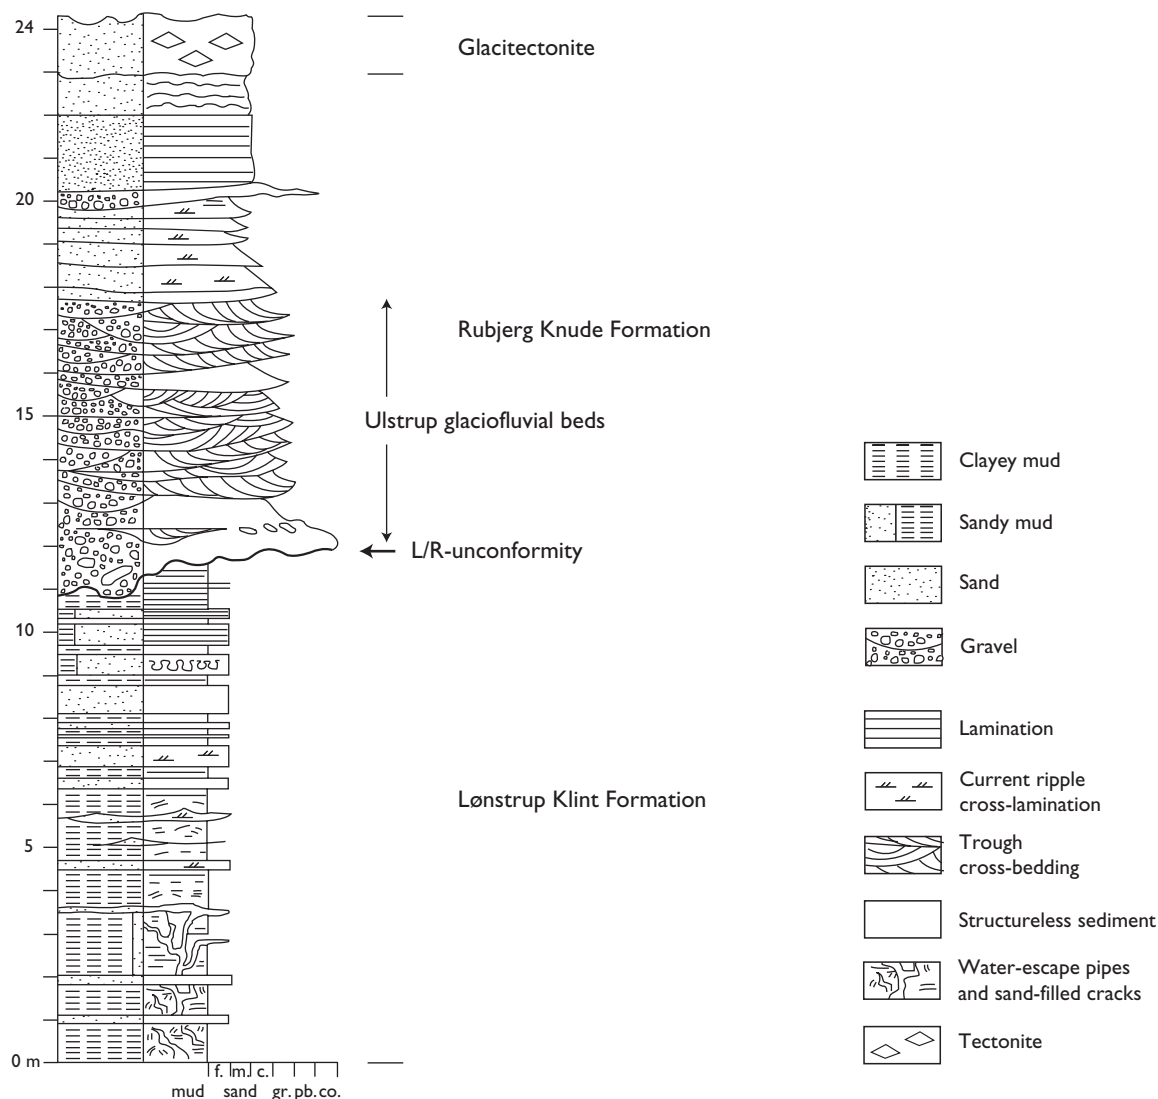 24
Glacitectonite
20
Rubjerg Knude Formation
15
Ulstrup glaciofluvial beds
L/R-unconformity
10
Lønstrup Klint Formation
5
0 m
f. m. c.
mud sand gr. pb. co.
Clayey mud
Sandy mud
Sand
Gravel
Lamination
Current ripple
cross-lamination
Trough
cross-bedding
Structureless sediment
Water-escape pipes
and sand-filled cracks
Tectonite